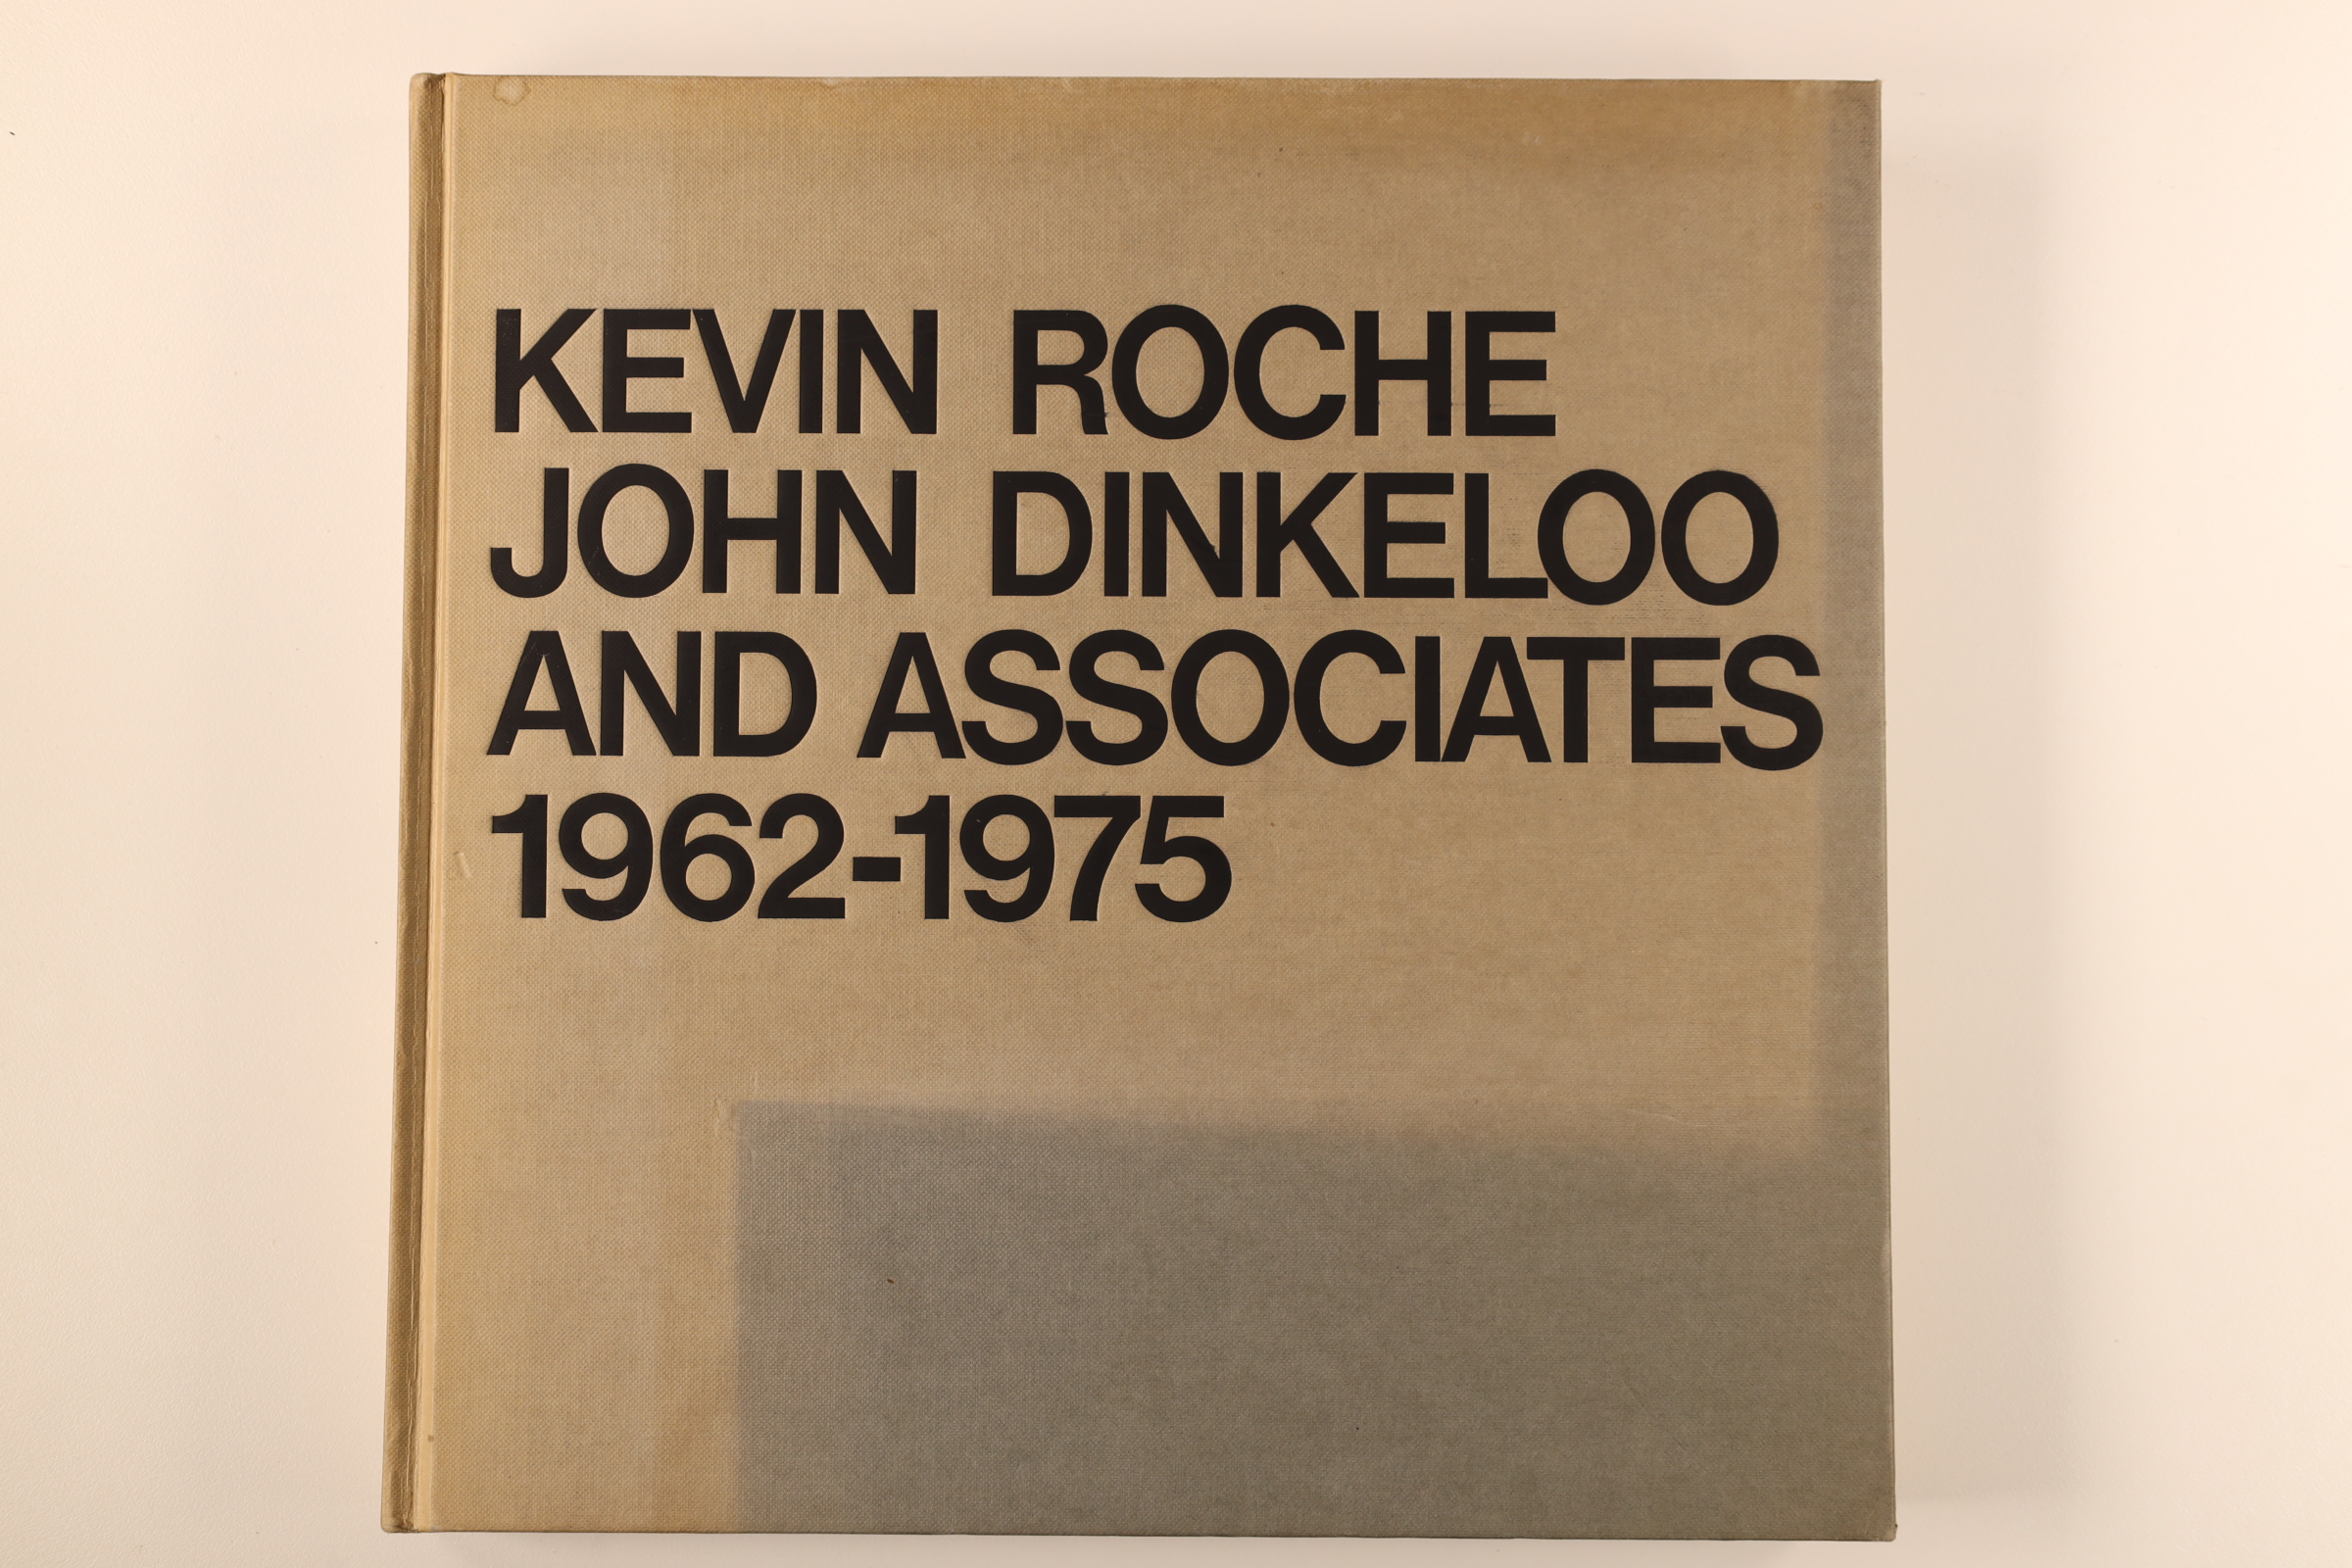 KEVIN ROCHE
JOHN DINKELOO
AND ASSOCIATES
1962-1975